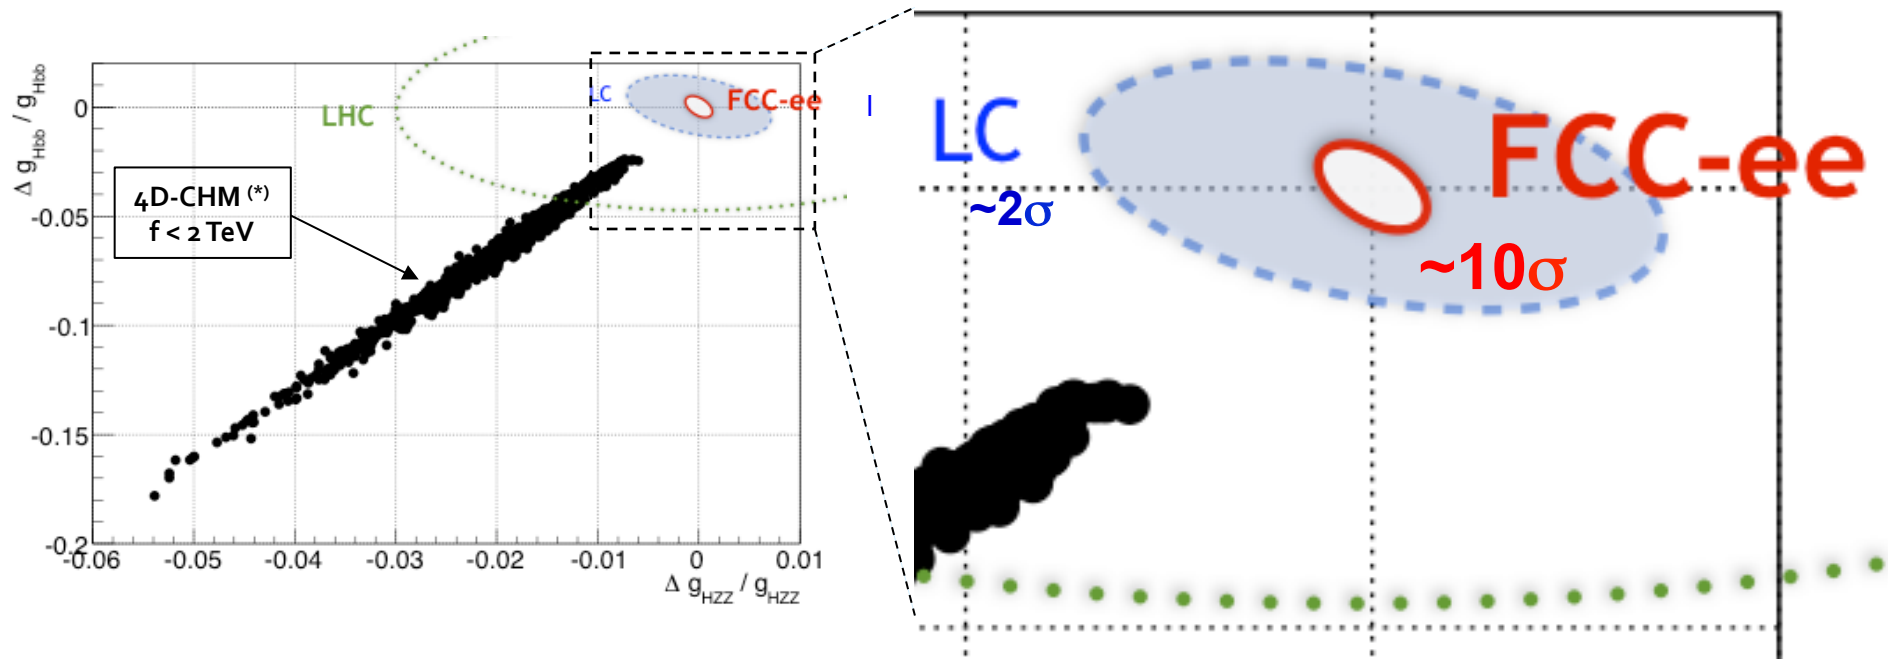 Δ g_Hbb / g_Hbb
0
-0.05
-0.1
-0.15
-0.2
-0.06 -0.05 -0.04 -0.03 -0.02 -0.01 0 0.01
Δ g_HZZ / g_HZZ
LHC
LC
FCC-ee
4D-CHM (*)
f < 2 TeV
LC
FCC-ee
~2σ
~10σ